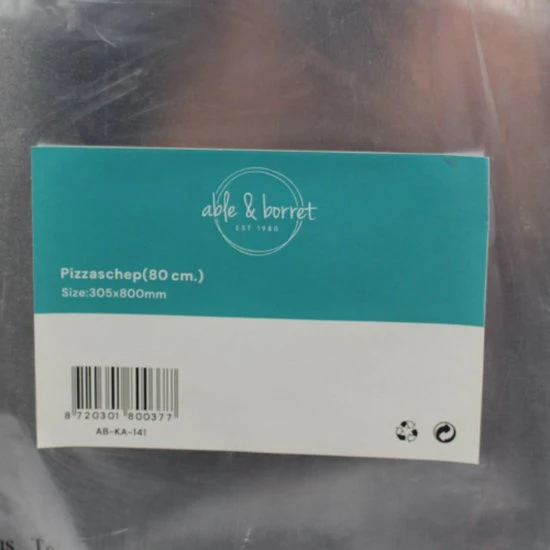 able & borret
EST 1980
Pizzaschep(80 cm.)
Size:305x800mm
8 720301 800377
AB-KA-141